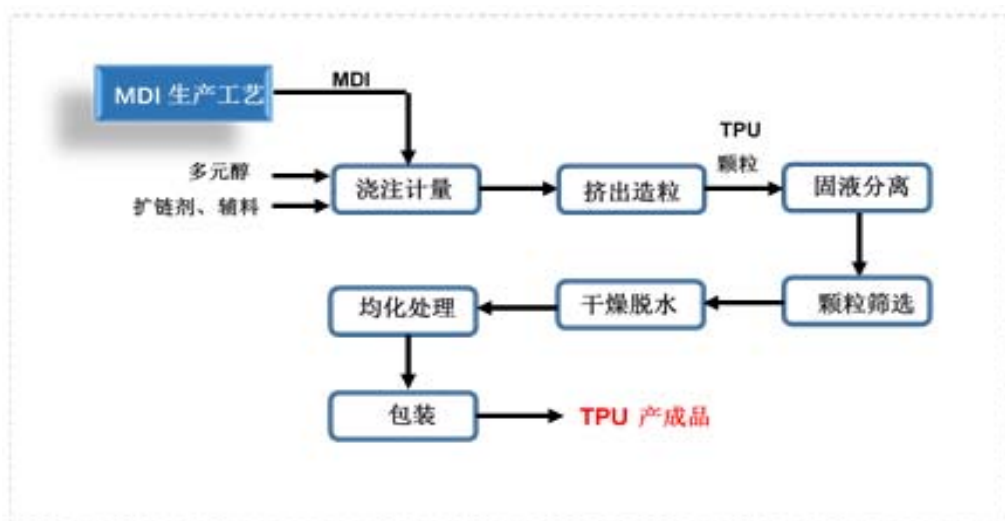 MDI 生产工艺
MDI
多元醇
扩链剂、辅料
浇注计量
挤出造粒
TPU
颗粒
固液分离
均化处理
干燥脱水
颗粒筛选
包装
TPU 产成品